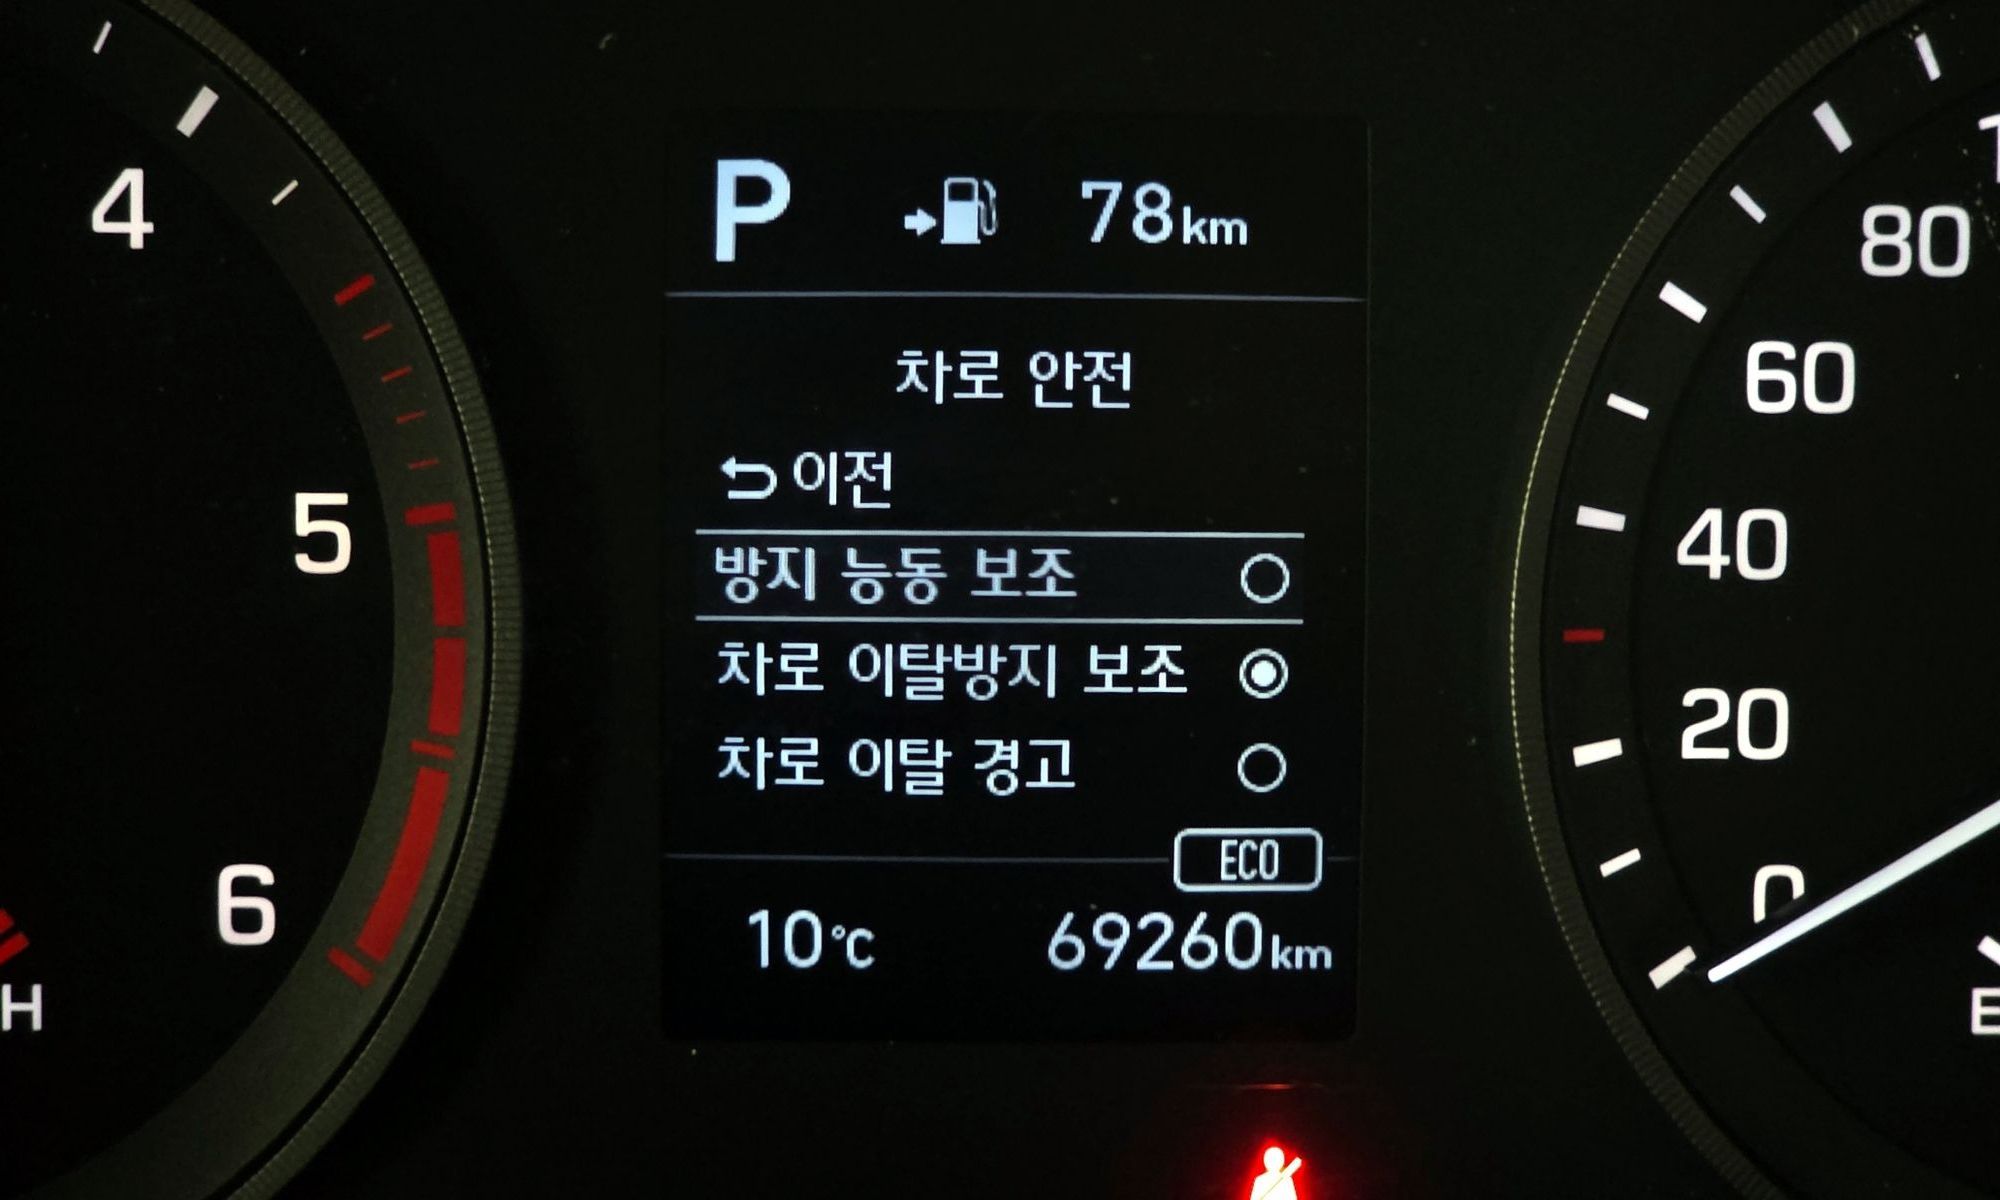 P 78km
차로 안전
이전
방지 능동 보조
차로 이탈방지 보조
차로 이탈 경고
ECO
10℃ 69260km
4
5
6
H
80
60
40
20
0
E